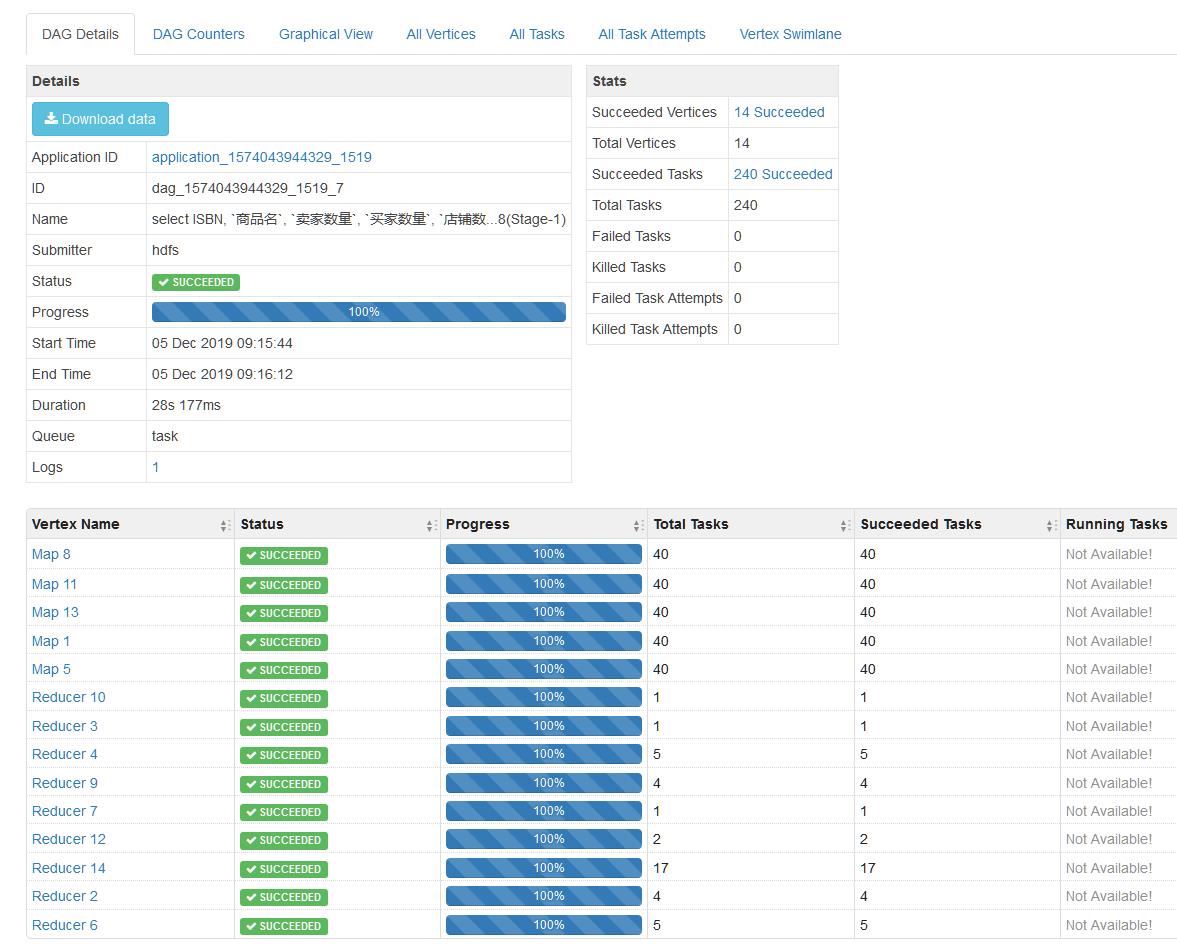 DAG Details DAG Counters Graphical View All Vertices All Tasks All Task Attempts Vertex Swimlane
Details
Download data
Application ID application_1574043944329_1519
ID dag_1574043944329_1519_7
Name select ISBN, `商品名`, `卖家数量`, `买家数量`, `店铺数...8(Stage-1)
Submitter hdfs
Status SUCCEEDED
Progress 100%
Start Time 05 Dec 2019 09:15:44
End Time 05 Dec 2019 09:16:12
Duration 28s 177ms
Queue task
Logs 1
Stats
Succeeded Vertices 14 Succeeded
Total Vertices 14
Succeeded Tasks 240 Succeeded
Total Tasks 240
Failed Tasks 0
Killed Tasks 0
Failed Task Attempts 0
Killed Task Attempts 0
Vertex Name Status Progress Total Tasks Succeeded Tasks Running Tasks
Map 8 SUCCEEDED 100% 40 40 Not Available!
Map 11 SUCCEEDED 100% 40 40 Not Available!
Map 13 SUCCEEDED 100% 40 40 Not Available!
Map 1 SUCCEEDED 100% 40 40 Not Available!
Map 5 SUCCEEDED 100% 40 40 Not Available!
Reducer 10 SUCCEEDED 100% 1 1 Not Available!
Reducer 3 SUCCEEDED 100% 1 1 Not Available!
Reducer 4 SUCCEEDED 100% 5 5 Not Available!
Reducer 9 SUCCEEDED 100% 4 4 Not Available!
Reducer 7 SUCCEEDED 100% 1 1 Not Available!
Reducer 12 SUCCEEDED 100% 2 2 Not Available!
Reducer 14 SUCCEEDED 100% 17 17 Not Available!
Reducer 2 SUCCEEDED 100% 4 4 Not Available!
Reducer 6 SUCCEEDED 100% 5 5 Not Available!